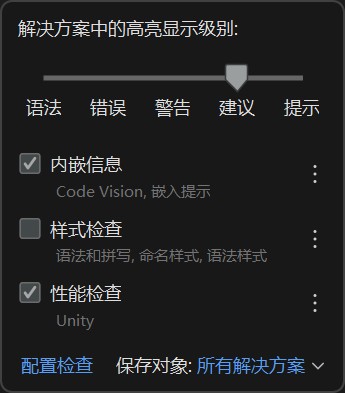 解决方案中的高亮显示级别:
语法 错误 警告 建议 提示
内嵌信息
Code Vision, 嵌入提示
样式检查
语法和拼写, 命名样式, 语法样式
性能检查
Unity
配置检查 保存对象: 所有解决方案